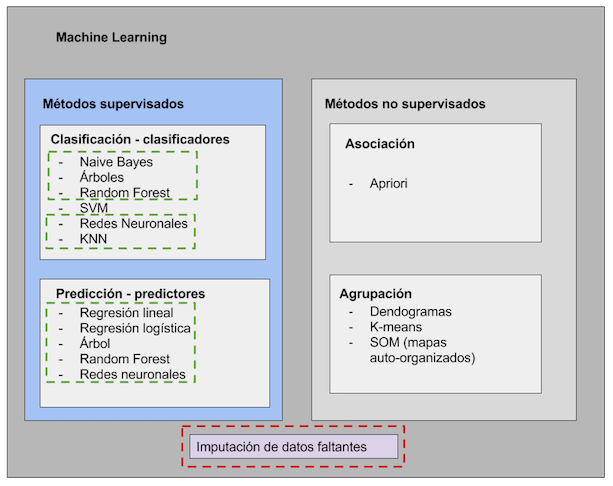 Machine Learning
Métodos supervisados
Clasificación - clasificadores
- Naive Bayes
- Árboles
- Random Forest
- SVM
- Redes Neuronales
- KNN
Predicción - predictores
- Regresión lineal
- Regresión logística
- Árbol
- Random Forest
- Redes neuronales
Métodos no supervisados
Asociación
- Apriori
Agrupación
- Dendogramas
- K-means
- SOM (mapas
auto-organizados)
Imputación de datos faltantes